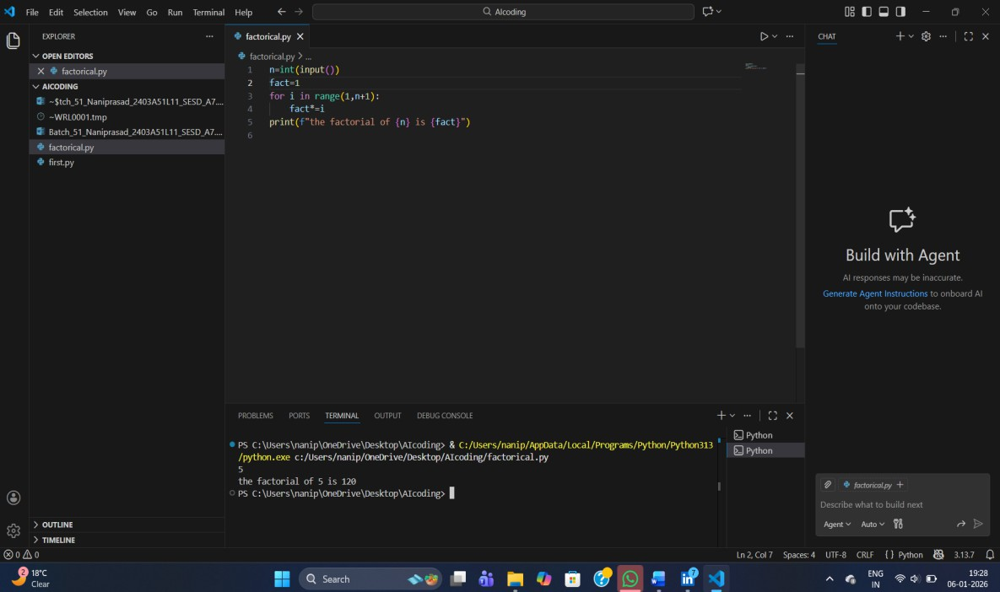 File Edit Selection View Go Run Terminal Help
AIcoding
EXPLORER
OPEN EDITORS
factorical.py
AICODING
~$tch_51_Naniprasad_2403A51L11_SESD_A7....
~WRL0001.tmp
Batch_51_Naniprasad_2403A51L11_SESD_A7....
factorical.py
first.py
OUTLINE
TIMELINE
factorical.py
factorical.py > ...
1 n=int(input())
2 fact=1
3 for i in range(1,n+1):
4     fact*=i
5 print(f"the factorial of {n} is {fact}")
6
PROBLEMS PORTS TERMINAL OUTPUT DEBUG CONSOLE
PS C:\Users\nanip\OneDrive\Desktop\AIcoding> & C:/Users/nanip/AppData/Local/Programs/Python/Python313
/python.exe c:/Users/nanip/OneDrive/Desktop/AIcoding/factorical.py
5
the factorial of 5 is 120
PS C:\Users\nanip\OneDrive\Desktop\AIcoding>
Python
Python
CHAT
Build with Agent
AI responses may be inaccurate.
Generate Agent Instructions to onboard AI
onto your codebase.
factorical.py
Describe what to build next
Agent Auto
0 0
Ln 2, Col 7 Spaces: 4 UTF-8 CRLF { } Python 3.13.7
2
18°C
Clear
Search
7
ENG
IN
19:28
06-01-2026